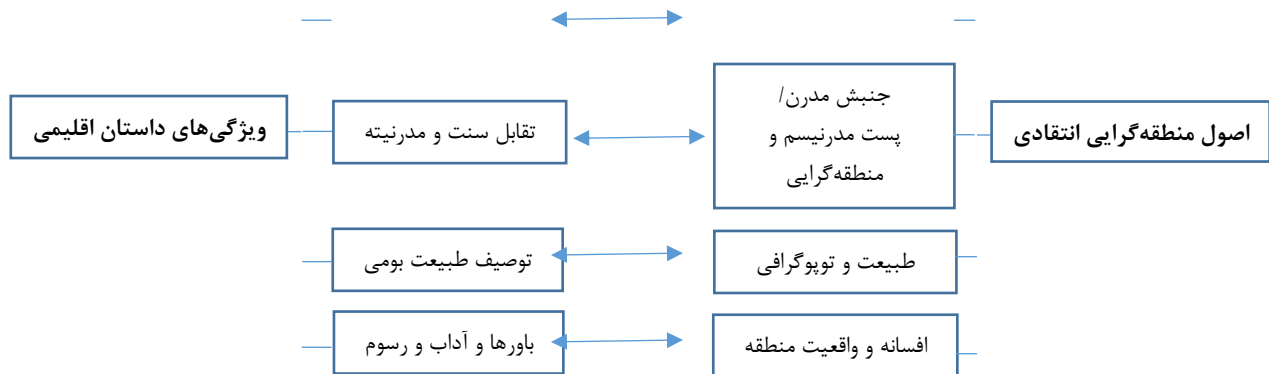 اصول منطقه‌گرایی انتقادی
جنبش مدرن/
پست مدرنیسم و
منطقه‌گرایی
تقابل سنت و مدرنیته
ویژگی‌های داستان اقلیمی
طبیعت و توپوگرافی
توصیف طبیعت بومی
افسانه و واقعیت منطقه
باورها و آداب و رسوم